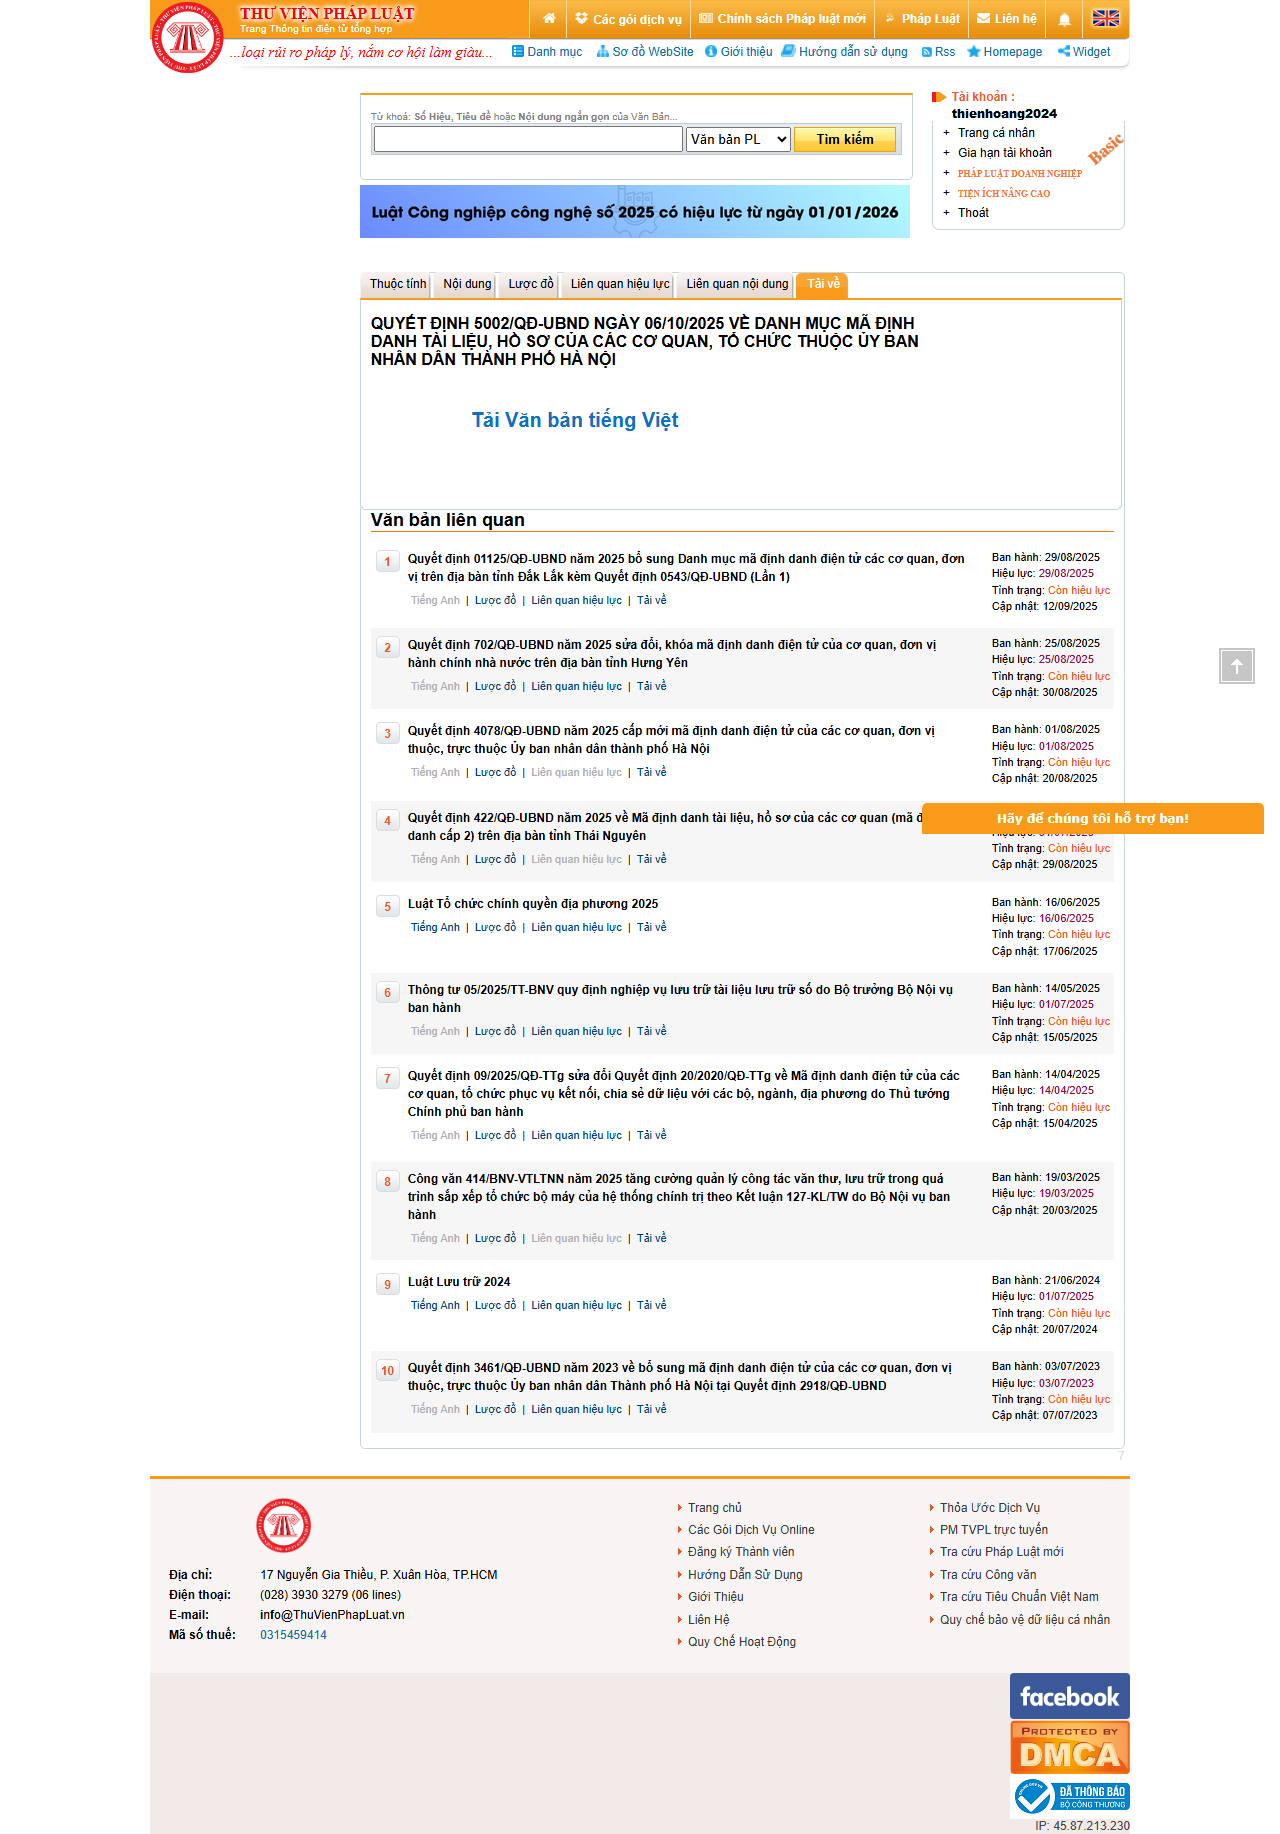 THƯ VIỆN PHÁP LUẬT
Trang Thông tin điện tử tổng hợp
Các gói dịch vụ
Chính sách Pháp luật mới
Pháp Luật
Liên hệ
...loại rủi ro pháp lý, nắm cơ hội làm giàu...
Danh mục
Sơ đồ WebSite
Giới thiệu
Hướng dẫn sử dụng
Rss
Homepage
Widget
Từ khoá: Số Hiệu, Tiêu đề hoặc Nội dung ngắn gọn của Văn Bản...
Văn bản PL
Tìm kiếm
Luật Công nghiệp công nghệ số 2025 có hiệu lực từ ngày 01/01/2026
Tài khoản :
thienhoang2024
+ Trang cá nhân
+ Gia hạn tài khoản
+ PHÁP LUẬT DOANH NGHIỆP
+ TIỆN ÍCH NÂNG CAO
+ Thoát
Basic
Thuộc tính
Nội dung
Lược đồ
Liên quan hiệu lực
Liên quan nội dung
Tải về
QUYẾT ĐỊNH 5002/QĐ-UBND NGÀY 06/10/2025 VỀ DANH MỤC MÃ ĐỊNH
DANH TÀI LIỆU, HỒ SƠ CỦA CÁC CƠ QUAN, TỔ CHỨC THUỘC ỦY BAN
NHÂN DÂN THÀNH PHỐ HÀ NỘI
Tải Văn bản tiếng Việt
Văn bản liên quan
1
Quyết định 01125/QĐ-UBND năm 2025 bổ sung Danh mục mã định danh điện tử các cơ quan, đơn
vị trên địa bàn tỉnh Đắk Lắk kèm Quyết định 0543/QĐ-UBND (Lần 1)
Tiếng Anh | Lược đồ | Liên quan hiệu lực | Tải về
Ban hành: 29/08/2025
Hiệu lực: 29/08/2025
Tình trạng: Còn hiệu lực
Cập nhật: 12/09/2025
2
Quyết định 702/QĐ-UBND năm 2025 sửa đổi, khóa mã định danh điện tử của cơ quan, đơn vị
hành chính nhà nước trên địa bàn tỉnh Hưng Yên
Tiếng Anh | Lược đồ | Liên quan hiệu lực | Tải về
Ban hành: 25/08/2025
Hiệu lực: 25/08/2025
Tình trạng: Còn hiệu lực
Cập nhật: 30/08/2025
3
Quyết định 4078/QĐ-UBND năm 2025 cấp mới mã định danh điện tử của các cơ quan, đơn vị
thuộc, trực thuộc Ủy ban nhân dân thành phố Hà Nội
Tiếng Anh | Lược đồ | Liên quan hiệu lực | Tải về
Ban hành: 01/08/2025
Hiệu lực: 01/08/2025
Tình trạng: Còn hiệu lực
Cập nhật: 20/08/2025
4
Quyết định 422/QĐ-UBND năm 2025 về Mã định danh tài liệu, hồ sơ của các cơ quan (mã
danh cấp 2) trên địa bàn tỉnh Thái Nguyên
Tiếng Anh | Lược đồ | Liên quan hiệu lực | Tải về
Hãy để chúng tôi hỗ trợ bạn!
Tình trạng: Còn hiệu lực
Cập nhật: 29/08/2025
5
Luật Tổ chức chính quyền địa phương 2025
Tiếng Anh | Lược đồ | Liên quan hiệu lực | Tải về
Ban hành: 16/06/2025
Hiệu lực: 16/06/2025
Tình trạng: Còn hiệu lực
Cập nhật: 17/06/2025
6
Thông tư 05/2025/TT-BNV quy định nghiệp vụ lưu trữ tài liệu lưu trữ số do Bộ trưởng Bộ Nội vụ
ban hành
Tiếng Anh | Lược đồ | Liên quan hiệu lực | Tải về
Ban hành: 14/05/2025
Hiệu lực: 01/07/2025
Tình trạng: Còn hiệu lực
Cập nhật: 15/05/2025
7
Quyết định 09/2025/QĐ-TTg sửa đổi Quyết định 20/2020/QĐ-TTg về Mã định danh điện tử của các
cơ quan, tổ chức phục vụ kết nối, chia sẻ dữ liệu với các bộ, ngành, địa phương do Thủ tướng
Chính phủ ban hành
Tiếng Anh | Lược đồ | Liên quan hiệu lực | Tải về
Ban hành: 14/04/2025
Hiệu lực: 14/04/2025
Tình trạng: Còn hiệu lực
Cập nhật: 15/04/2025
8
Công văn 414/BNV-VTLTNN năm 2025 tăng cường quản lý công tác văn thư, lưu trữ trong quá
trình sắp xếp tổ chức bộ máy của hệ thống chính trị theo Kết luận 127-KL/TW do Bộ Nội vụ ban
hành
Tiếng Anh | Lược đồ | Liên quan hiệu lực | Tải về
Ban hành: 19/03/2025
Hiệu lực: 19/03/2025
Cập nhật: 20/03/2025
9
Luật Lưu trữ 2024
Tiếng Anh | Lược đồ | Liên quan hiệu lực | Tải về
Ban hành: 21/06/2024
Hiệu lực: 01/07/2025
Tình trạng: Còn hiệu lực
Cập nhật: 20/07/2024
10
Quyết định 3461/QĐ-UBND năm 2023 về bổ sung mã định danh điện tử của các cơ quan, đơn vị
thuộc, trực thuộc Ủy ban nhân dân Thành phố Hà Nội tại Quyết định 2918/QĐ-UBND
Tiếng Anh | Lược đồ | Liên quan hiệu lực | Tải về
Ban hành: 03/07/2023
Hiệu lực: 03/07/2023
Tình trạng: Còn hiệu lực
Cập nhật: 07/07/2023
7
Địa chỉ: 17 Nguyễn Gia Thiều, P. Xuân Hòa, TP.HCM
Điện thoại: (028) 3930 3279 (06 lines)
E-mail: info@ThuVienPhapLuat.vn
Mã số thuế: 0315459414
Trang chủ
Các Gói Dịch Vụ Online
Đăng ký Thành viên
Hướng Dẫn Sử Dụng
Giới Thiệu
Liên Hệ
Quy Chế Hoạt Động
Thỏa Ước Dịch Vụ
PM TVPL trực tuyến
Tra cứu Pháp Luật mới
Tra cứu Công văn
Tra cứu Tiêu Chuẩn Việt Nam
Quy chế bảo vệ dữ liệu cá nhân
facebook
PROTECTED BY
DMCA
ĐÃ THÔNG BÁO
BỘ CÔNG THƯƠNG
IP: 45.87.213.230